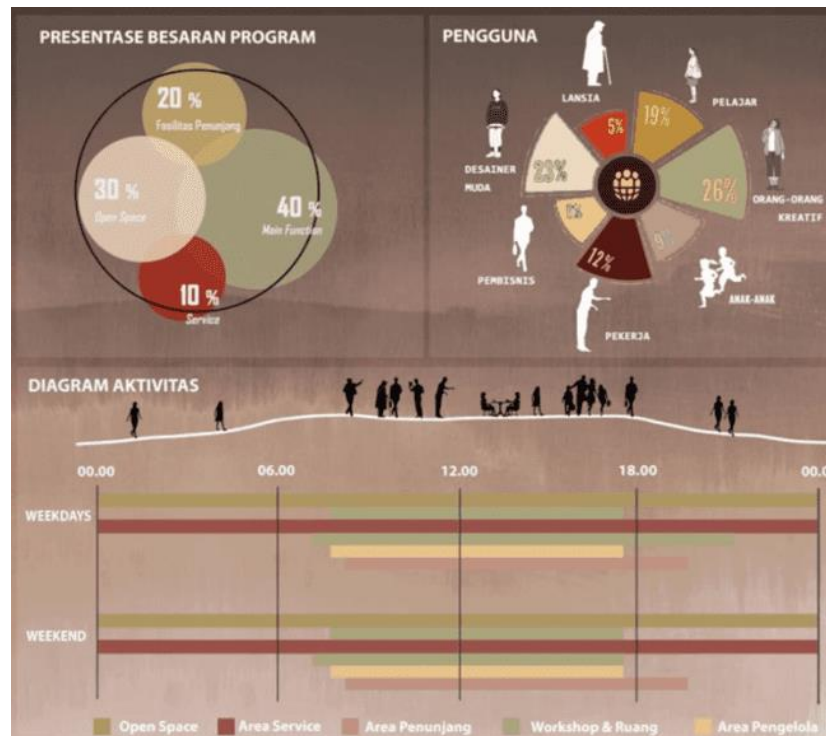 PRESENTASE BESARAN PROGRAM
20 %
Fasilitas Penunjang
30 %
Open Space
40 %
Main Function
10 %
Service
PENGGUNA
LANSIA
5%
19%
PELAJAR
DESAINER
MUDA
23%
26%
ORANG-ORANG
KREATIF
PEMBISNIS
12%
ANAK-ANAK
PEKERJA
DIAGRAM AKTIVITAS
00.00
06.00
12.00
18.00
WEEKDAYS
WEEKEND
Open Space
Area Service
Area Penunjang
Workshop & Ruang
Area Pengelola